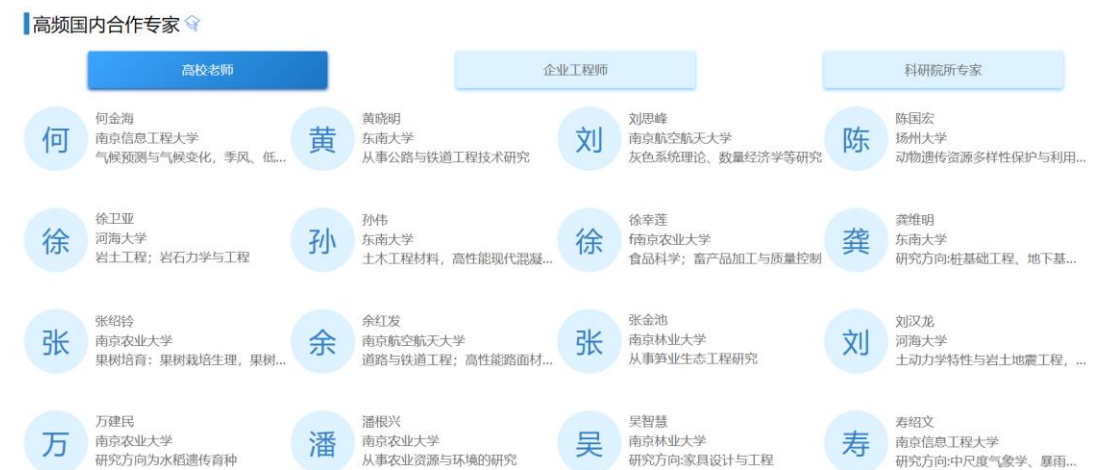 高频国内合作专家
高校老师
企业工程师
科研院所专家
何
何金海
南京信息工程大学
气候预测与气候变化，季风、低...
黄
黄晓明
东南大学
从事公路与铁道工程技术研究
刘
刘思峰
南京航空航天大学
灰色系统理论、数量经济学等研究
陈
陈国宏
扬州大学
动物遗传资源多样性保护与利用...
徐
徐卫亚
河海大学
岩土工程；岩石力学与工程
孙
孙伟
东南大学
土木工程材料，高性能现代混凝...
徐
徐幸莲
f南京农业大学
食品科学；畜产品加工与质量控制
龚
龚维明
东南大学
研究方向:桩基础工程、地下基...
张
张绍铃
南京农业大学
果树培育：果树栽培生理，果树...
余
余红发
南京航空航天大学
道路与铁道工程；高性能路面材...
张
张金池
南京林业大学
从事笋业生态工程研究
刘
刘汉龙
河海大学
土动力学特性与岩土地震工程，...
万
万建民
南京农业大学
研究方向为水稻遗传育种
潘
潘根兴
南京农业大学
从事农业资源与环境的研究
吴
吴智慧
南京林业大学
研究方向:家具设计与工程
寿
寿绍文
南京信息工程大学
研究方向:中尺度气象学、暴雨...